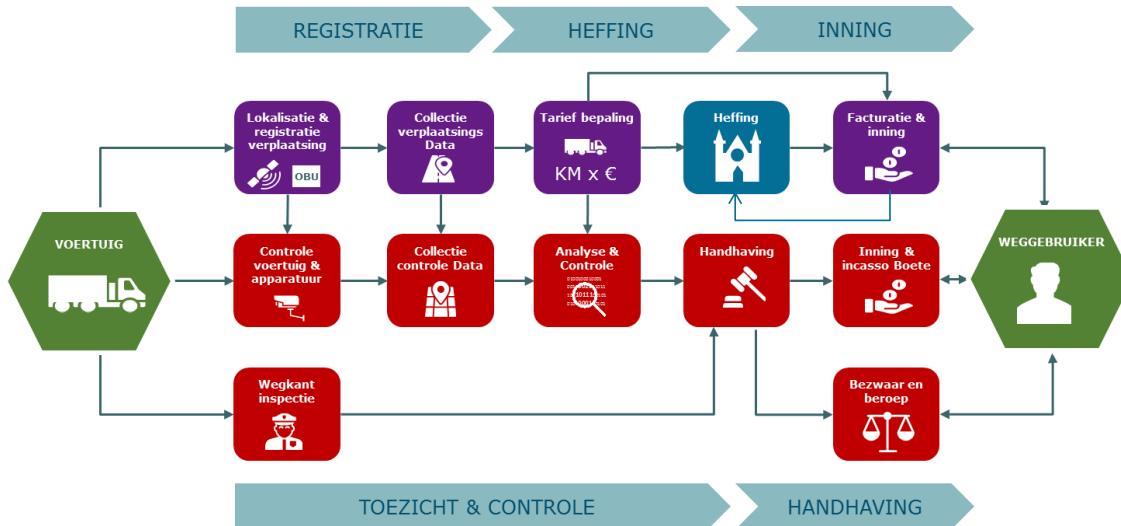 REGISTRATIE
HEFFING
INNING
Lokalisatie &
registratie
verplaatsing
OBU
Collectie
verplaatsings
Data
Tarief bepaling
KM x €
Heffing
Facturatie &
inning
VOERTUIG
Controle
voertuig &
apparatuur
Collectie
controle Data
Analyse &
Controle
Handhaving
Inning &
incasso Boete
WEGGEBRUIKER
Wegkant
inspectie
Bezwaar en
beroep
TOEZICHT & CONTROLE
HANDHAVING